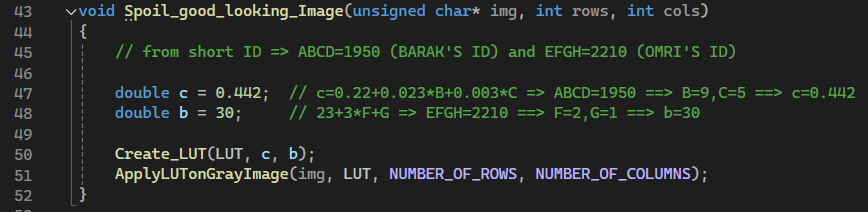 43 void Spoil_good_looking_Image(unsigned char* img, int rows, int cols)
44 {
45 // from short ID => ABCD=1950 (BARAK'S ID) and EFGH=2210 (OMRI'S ID)
46
47 double c = 0.442; // c=0.22+0.023*B+0.003*C => ABCD=1950 ==> B=9,C=5 ==> c=0.442
48 double b = 30; // 23+3*F+G => EFGH=2210 ==> F=2,G=1 ==> b=30
49
50 Create_LUT(LUT, c, b);
51 ApplyLUTonGrayImage(img, LUT, NUMBER_OF_ROWS, NUMBER_OF_COLUMNS);
52 }